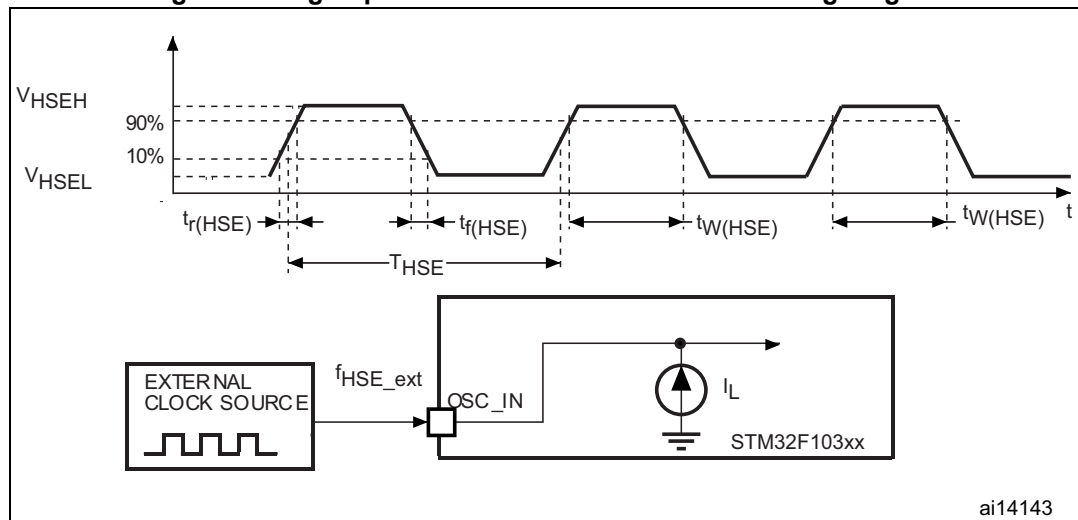 VHSEH
90%
10%
VHSEL
tr(HSE)
tf(HSE)
tW(HSE)
tW(HSE)
t
THSE
EXTERNAL
CLOCK SOURCE
fHSE_ext
OSC_IN
IL
STM32F103xx
ai14143